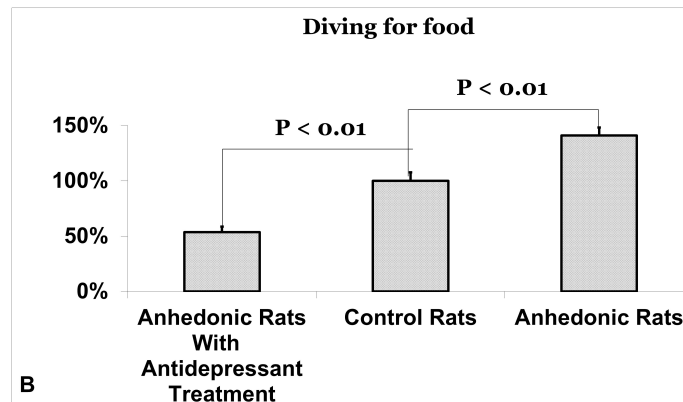 Diving for food
P < 0.01
P < 0.01
150%
100%
50%
0%
Anhedonic Rats
With
Antidepressant
Treatment
Control Rats
Anhedonic Rats
B